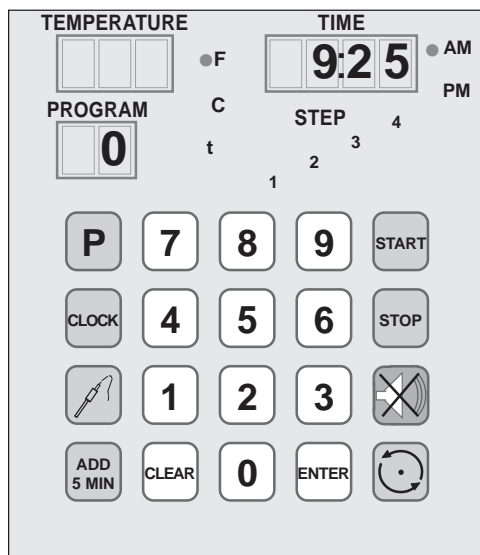 TEMPERATURE TIME
F 9:25 AM
PROGRAM C STEP 4 PM
0 t 1 2 3
P 7 8 9 START
CLOCK 4 5 6 STOP
1 2 3
ADD
5 MIN
CLEAR 0 ENTER